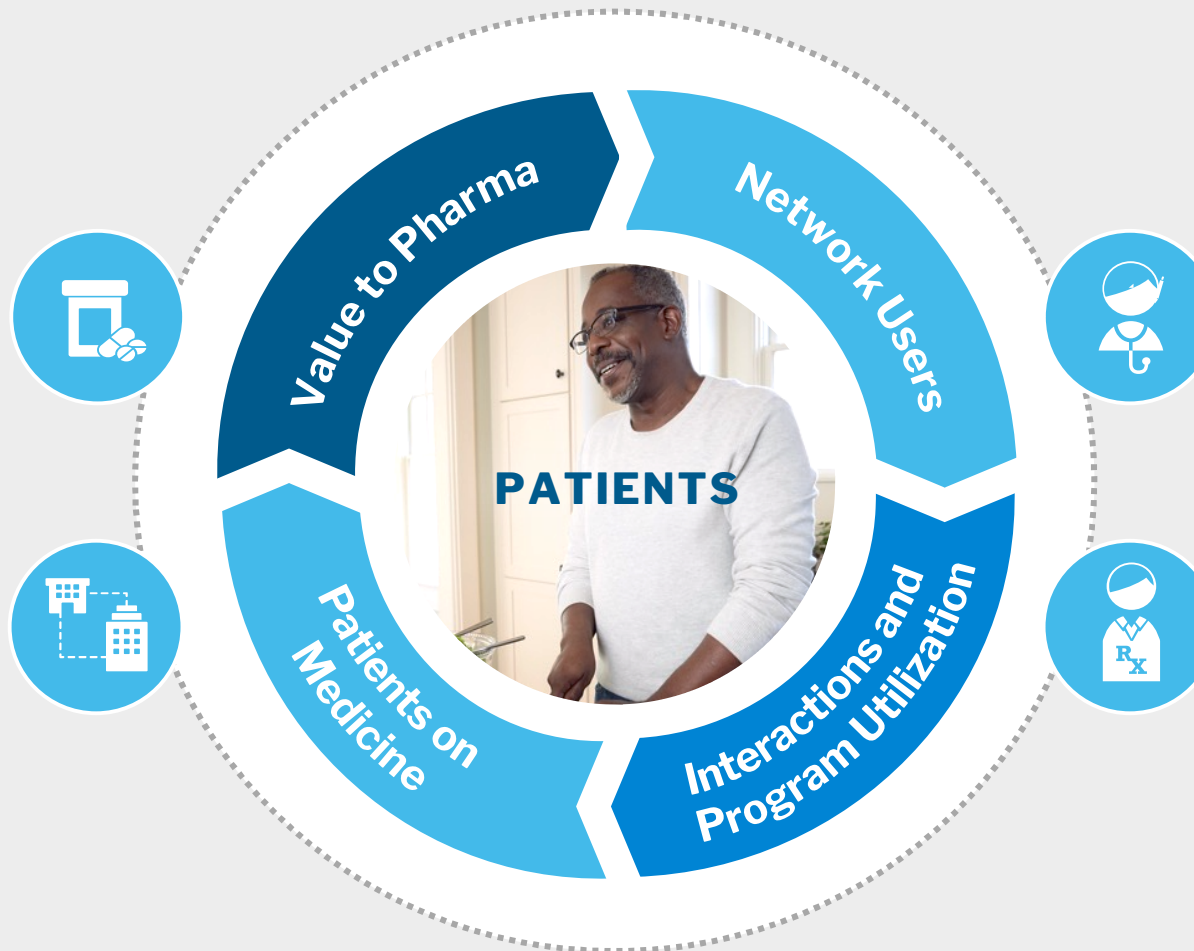 Value to Pharma
Network Users
PATIENTS
Patients on
Medicine
Interactions and
Program Utilization
RX